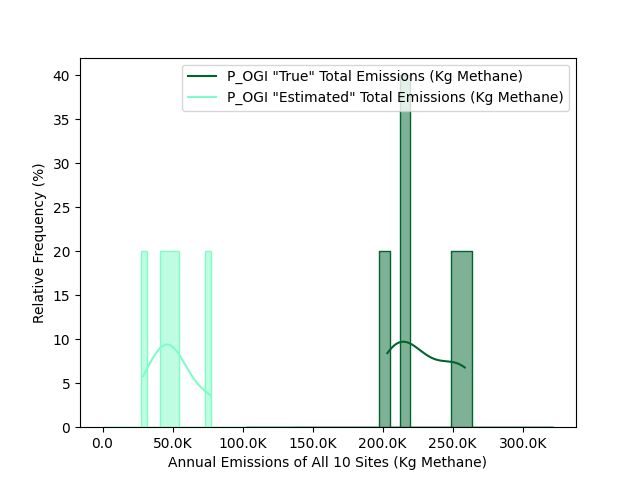 P_OGI "True" Total Emissions (Kg Methane)
P_OGI "Estimated" Total Emissions (Kg Methane)
40
35
30
25
20
15
10
5
0
Relative Frequency (%)
0.0 50.0K 100.0K 150.0K 200.0K 250.0K 300.0K
Annual Emissions of All 10 Sites (Kg Methane)